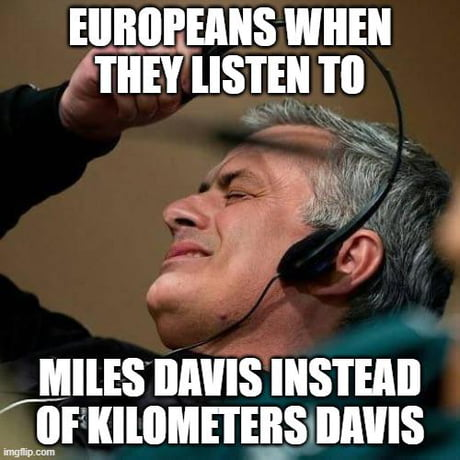 EUROPEANS WHEN
THEY LISTEN TO
MILES DAVIS INSTEAD
OF KILOMETERS DAVIS
imgflip.com